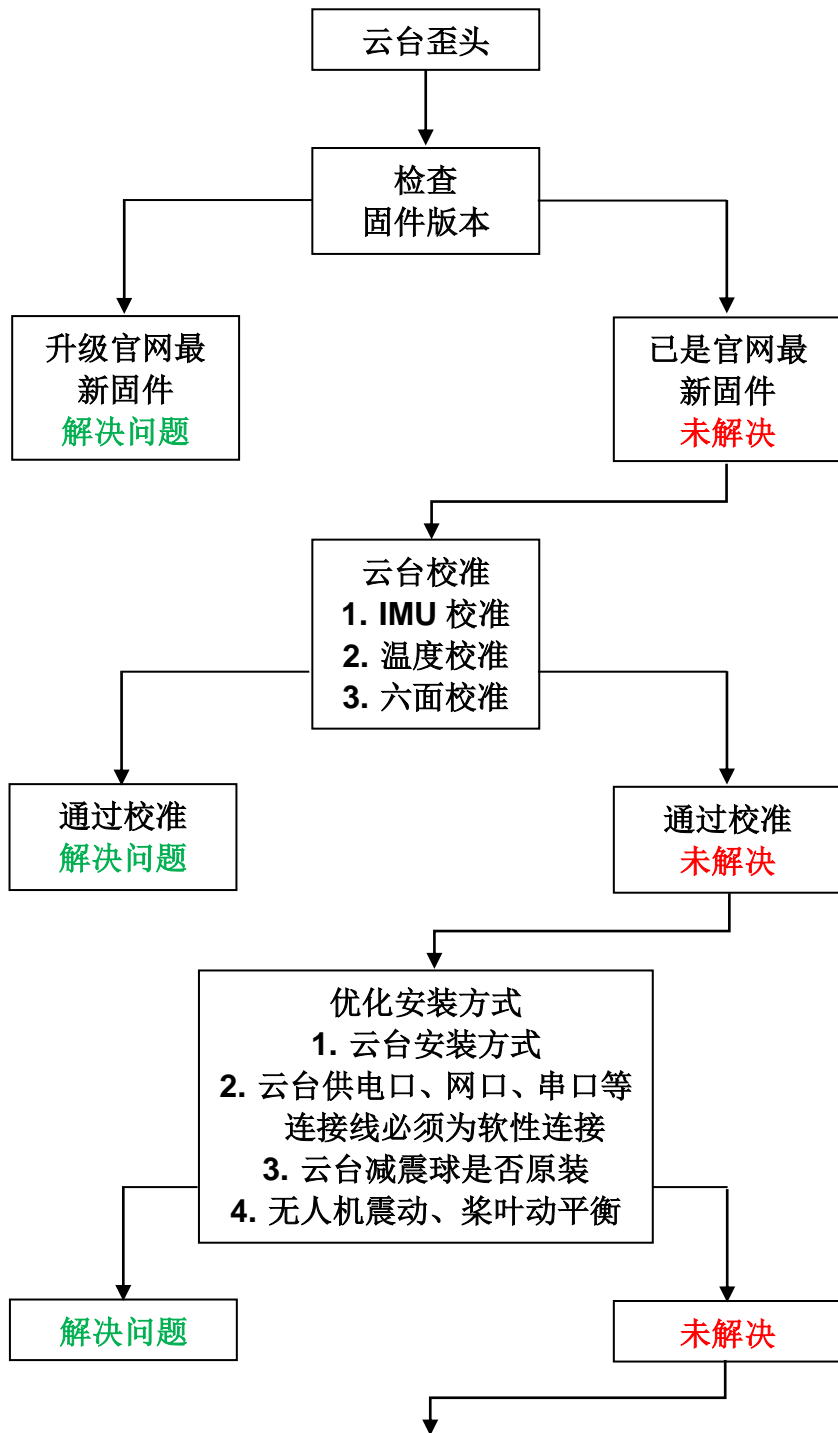 云台歪头
检查
固件版本
升级官网最
新固件
解决问题
已是官网最
新固件
未解决
云台校准
1. IMU 校准
2. 温度校准
3. 六面校准
通过校准
解决问题
通过校准
未解决
优化安装方式
1. 云台安装方式
2. 云台供电口、网口、串口等
连接线必须为软性连接
3. 云台减震球是否原装
4. 无人机震动、桨叶动平衡
解决问题
未解决